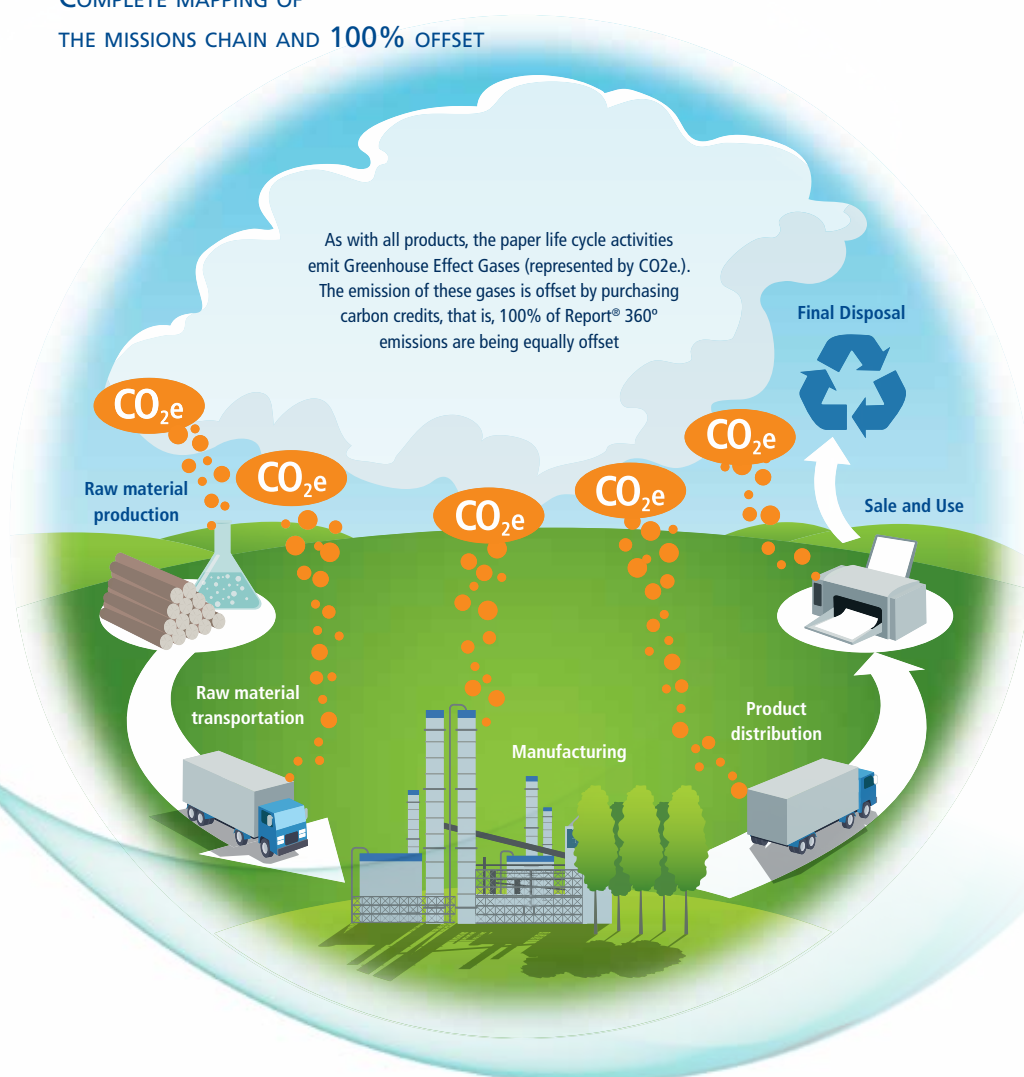 COMPLETE MAPPING OF
THE MISSIONS CHAIN AND 100% OFFSET
As with all products, the paper life cycle activities
emit Greenhouse Effect Gases (represented by CO2e.).
The emission of these gases is offset by purchasing
carbon credits, that is, 100% of Report® 360º
emissions are being equally offset
Final Disposal
CO₂e
CO₂e
CO₂e
CO₂e
CO₂e
Raw material
production
Sale and Use
Raw material
transportation
Product
distribution
Manufacturing